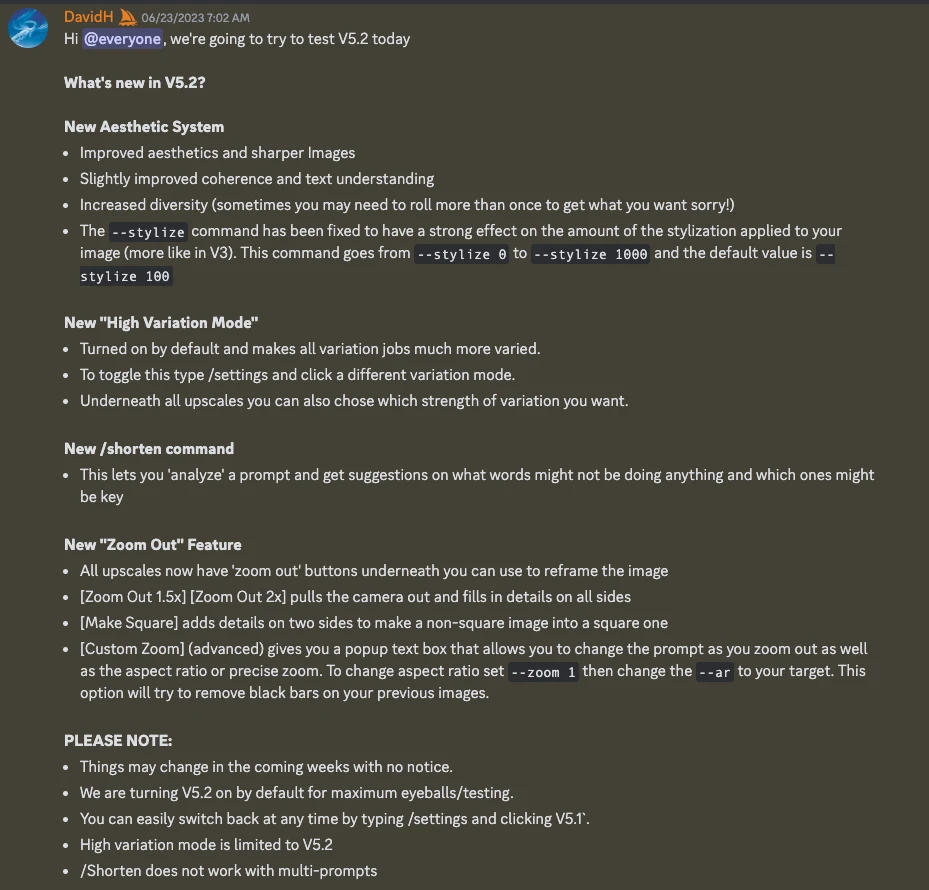 DavidH 06/23/2023 7:02 AM
Hi @everyone, we're going to try to test V5.2 today
What's new in V5.2?
New Aesthetic System
• Improved aesthetics and sharper Images
• Slightly improved coherence and text understanding
• Increased diversity (sometimes you may need to roll more than once to get what you want sorry!)
• The --stylize command has been fixed to have a strong effect on the amount of the stylization applied to your
image (more like in V3). This command goes from --stylize 0 to --stylize 1000 and the default value is --
stylize 100
New "High Variation Mode"
• Turned on by default and makes all variation jobs much more varied.
• To toggle this type /settings and click a different variation mode.
• Underneath all upscales you can also chose which strength of variation you want.
New /shorten command
• This lets you 'analyze' a prompt and get suggestions on what words might not be doing anything and which ones might
be key
New "Zoom Out" Feature
• All upscales now have 'zoom out' buttons underneath you can use to reframe the image
• [Zoom Out 1.5x] [Zoom Out 2x] pulls the camera out and fills in details on all sides
• [Make Square] adds details on two sides to make a non-square image into a square one
• [Custom Zoom] (advanced) gives you a popup text box that allows you to change the prompt as you zoom out as well
as the aspect ratio or precise zoom. To change aspect ratio set --zoom 1 then change the --ar to your target. This
option will try to remove black bars on your previous images.
PLEASE NOTE:
• Things may change in the coming weeks with no notice.
• We are turning V5.2 on by default for maximum eyeballs/testing.
• You can easily switch back at any time by typing /settings and clicking V5.1`.
• High variation mode is limited to V5.2
• /Shorten does not work with multi-prompts